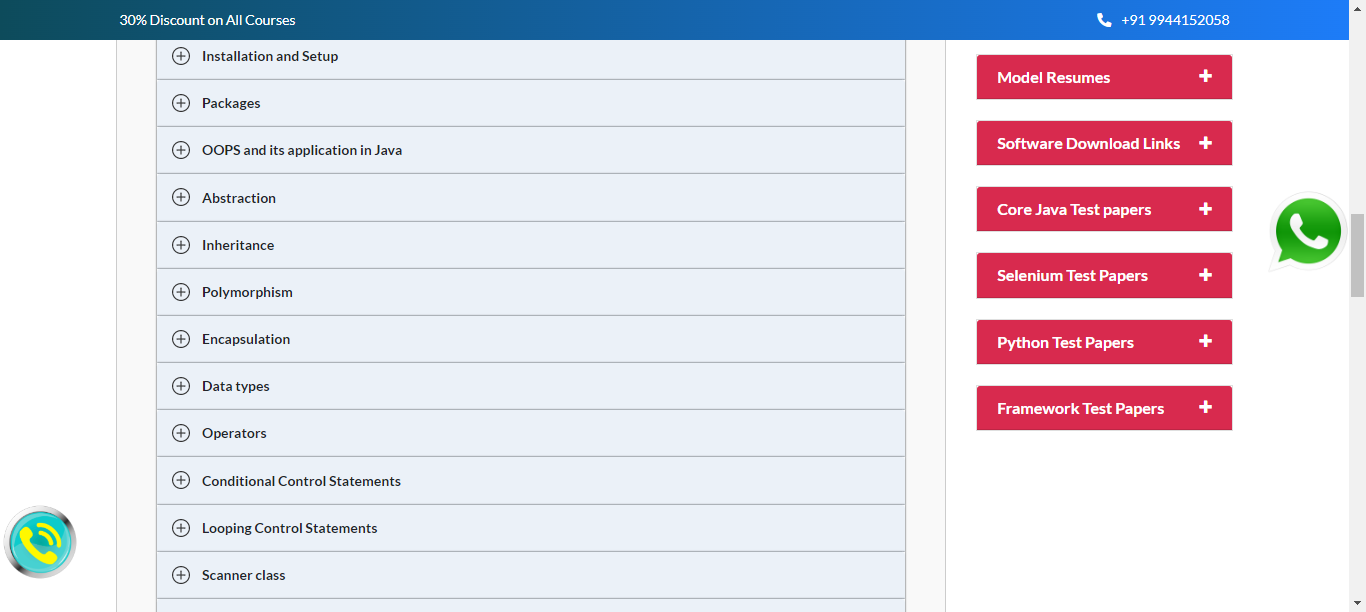 30% Discount on All Courses
+91 9944152058
Installation and Setup
Packages
OOPS and its application in Java
Abstraction
Inheritance
Polymorphism
Encapsulation
Data types
Operators
Conditional Control Statements
Looping Control Statements
Scanner class
Model Resumes
Software Download Links
Core Java Test papers
Selenium Test Papers
Python Test Papers
Framework Test Papers